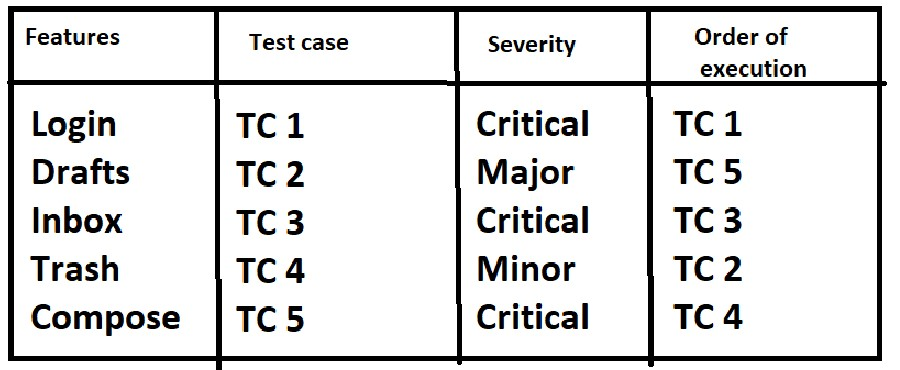 Features Test case Severity Order of
execution
Login TC 1 Critical TC 1
Drafts TC 2 Major TC 5
Inbox TC 3 Critical TC 3
Trash TC 4 Minor TC 2
Compose TC 5 Critical TC 4